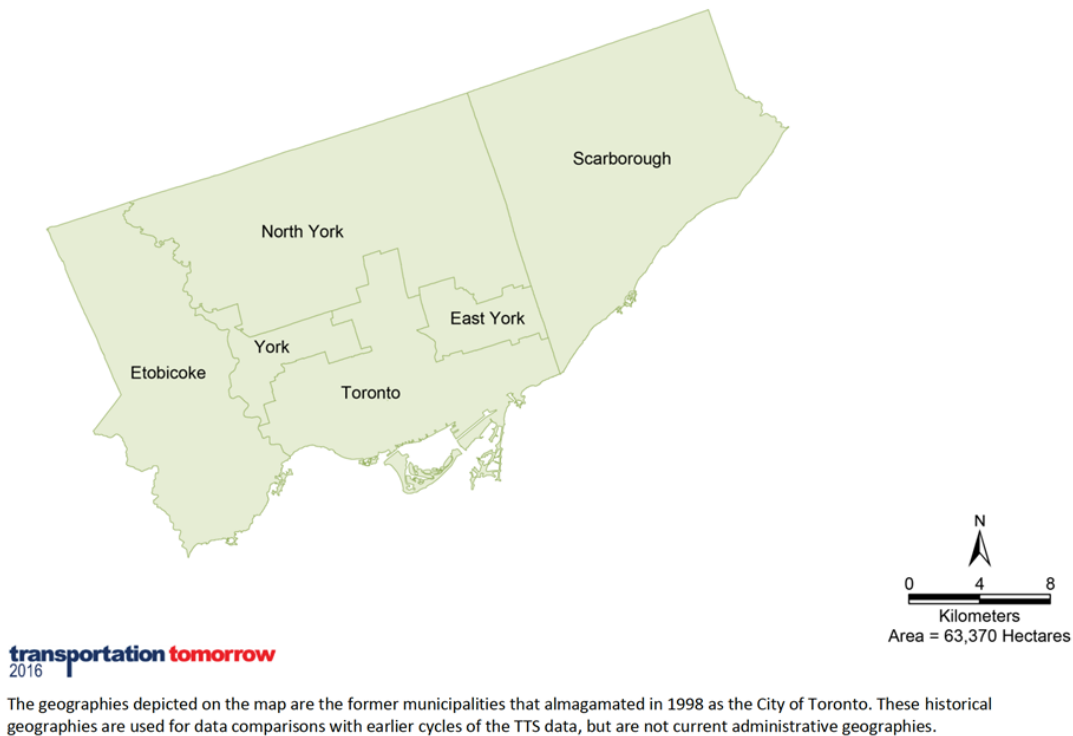 Scarborough
North York
East York
York
Etobicoke
Toronto
N
0 4 8
Kilometers
Area = 63,370 Hectares
transportation tomorrow
2016
The geographies depicted on the map are the former municipalities that almagamated in 1998 as the City of Toronto. These historical
geographies are used for data comparisons with earlier cycles of the TTS data, but are not current administrative geographies.